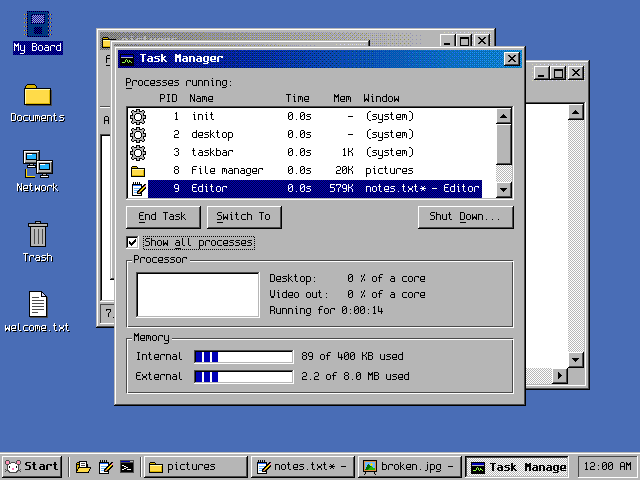 My Board
Documents
Network
Trash
welcome.txt
pictures
Task Manager
Processes running:
PID Name Time Mem Window
1 init 0.0s - (system)
2 desktop 0.0s - (system)
3 taskbar 0.0s 1K (system)
8 File manager 0.0s 20K pictures
9 Editor 0.0s 579K notes.txt* - Editor
End Task
Switch To
Shut Down...
Show all processes
Processor
Desktop: 0 % of a core
Video out: 0 % of a core
Running for 0:00:14
Memory
Internal 89 of 400 KB used
External 2.2 of 8.0 MB used
Start
pictures
notes.txt* -
broken.jpg -
Task Manage
12:00 AM